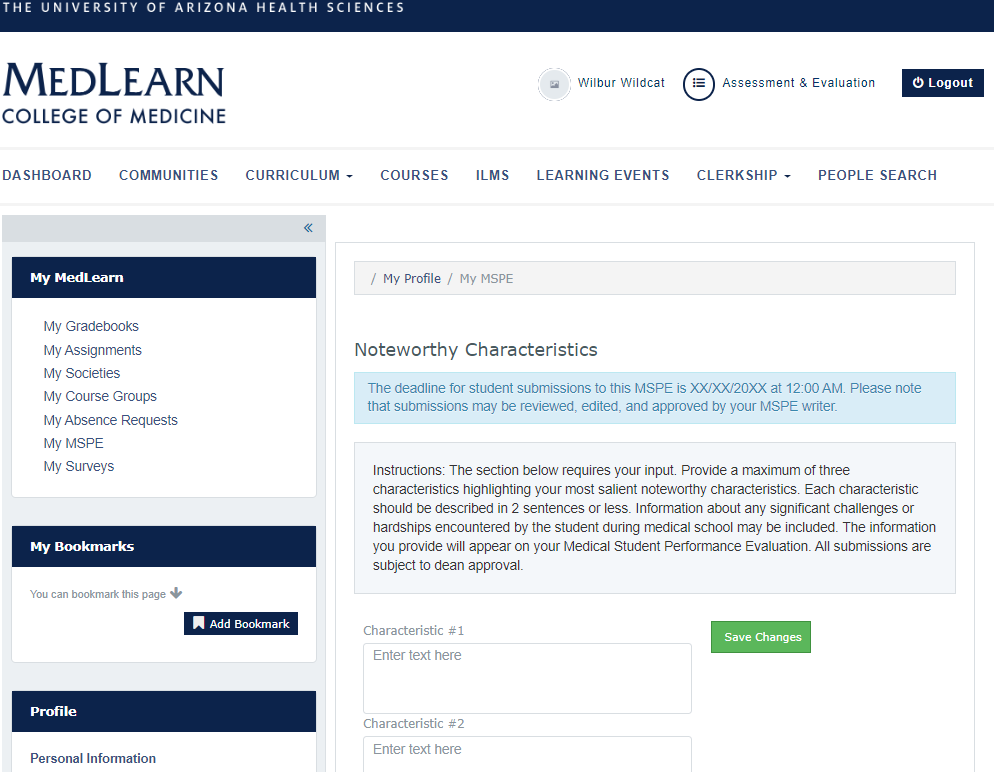 THE UNIVERSITY OF ARIZONA HEALTH SCIENCES
MEDLEARN
COLLEGE OF MEDICINE
Wilbur Wildcat
Assessment & Evaluation
Logout
DASHBOARD COMMUNITIES CURRICULUM COURSES ILMS LEARNING EVENTS CLERKSHIP PEOPLE SEARCH
«
My MedLearn
My Gradebooks
My Assignments
My Societies
My Course Groups
My Absence Requests
My MSPE
My Surveys
My Bookmarks
You can bookmark this page
Add Bookmark
Profile
Personal Information
/ My Profile / My MSPE
Noteworthy Characteristics
The deadline for student submissions to this MSPE is XX/XX/20XX at 12:00 AM. Please note
that submissions may be reviewed, edited, and approved by your MSPE writer.
Instructions: The section below requires your input. Provide a maximum of three
characteristics highlighting your most salient noteworthy characteristics. Each characteristic
should be described in 2 sentences or less. Information about any significant challenges or
hardships encountered by the student during medical school may be included. The information
you provide will appear on your Medical Student Performance Evaluation. All submissions are
subject to dean approval.
Characteristic #1
Enter text here
Save Changes
Characteristic #2
Enter text here